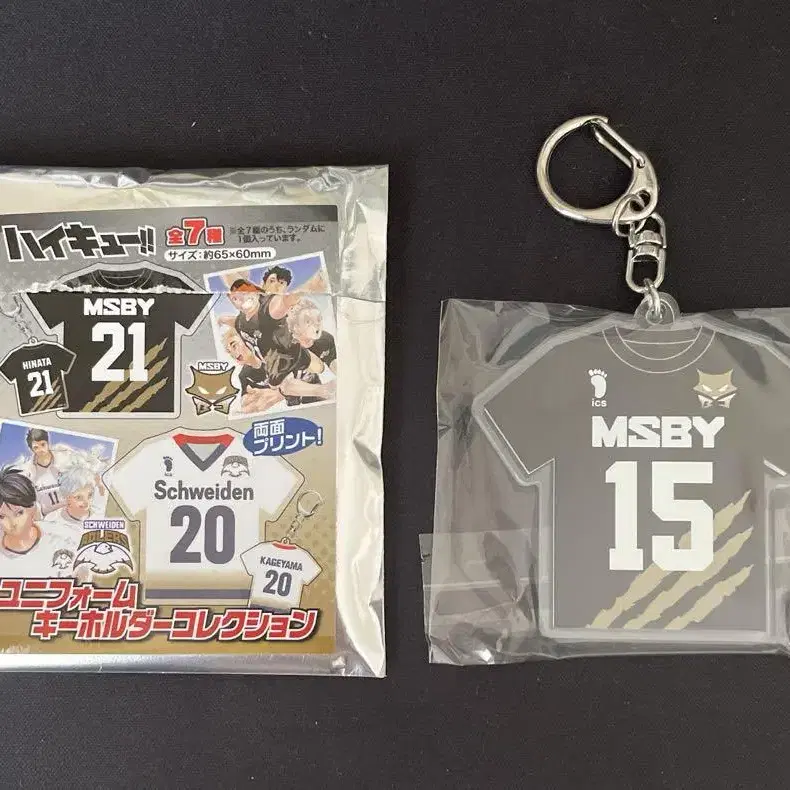 ハイキュー!!
全7種
※全7種のうち、ランダムに
1個入っています。
サイズ:約65×60mm
MSBY
21
HINATA
21
MSBY
両面
プリント!
11
ics
Schweiden
20
SCHWEIDEN
ADLERS
KAGEYAMA
20
ユニフォーム
キーホルダーコレクション
ics
MSBY
15